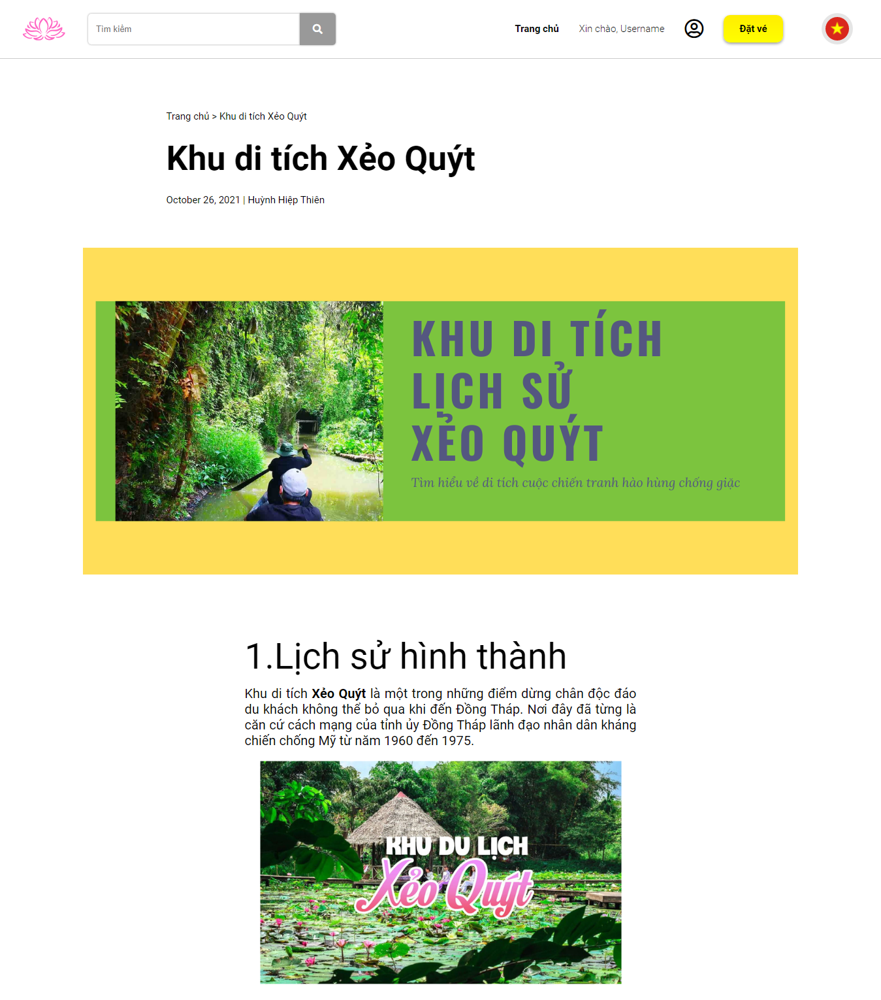 Tìm kiếm
Trang chủ
Xin chào, Username
Đặt vé
Trang chủ > Khu di tích Xẻo Quýt
Khu di tích Xẻo Quýt
October 26, 2021 | Huỳnh Hiệp Thiên
KHU DI TÍCH
LỊCH SỬ
XẺO QUÝT
Tìm hiểu về di tích cuộc chiến tranh hào hùng chống giặc
1.Lịch sử hình thành
Khu di tích Xẻo Quýt là một trong những điểm dừng chân độc đáo
du khách không thể bỏ qua khi đến Đồng Tháp. Nơi đây đã từng là
căn cứ cách mạng của tỉnh ủy Đồng Tháp lãnh đạo nhân dân kháng
chiến chống Mỹ từ năm 1960 đến 1975.
KHU DU LỊCH
Xẻo Quýt